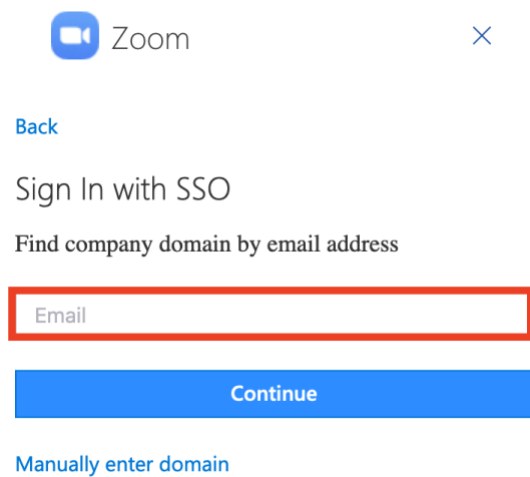 Zoom
Back
Sign In with SSO
Find company domain by email address
Email
Continue
Manually enter domain